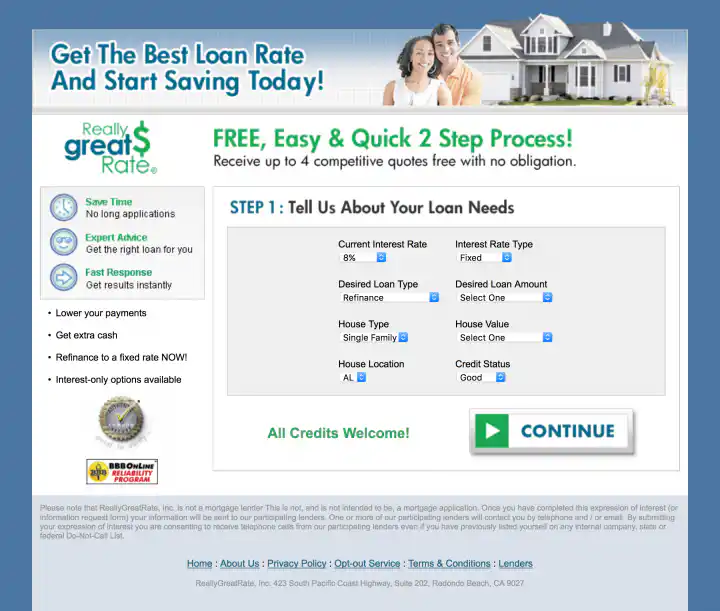 Get The Best Loan Rate
And Start Saving Today!
Really
great$
Rate®
FREE, Easy & Quick 2 Step Process!
Receive up to 4 competitive quotes free with no obligation.
Save Time
No long applications
Expert Advice
Get the right loan for you
Fast Response
Get results instantly
• Lower your payments
• Get extra cash
• Refinance to a fixed rate NOW!
• Interest-only options available
BBBOnLine
RELIABILITY
PROGRAM
STEP 1: Tell Us About Your Loan Needs
Current Interest Rate
8%
Interest Rate Type
Fixed
Desired Loan Type
Refinance
Desired Loan Amount
Select One
House Type
Single Family
House Value
Select One
House Location
AL
Credit Status
Good
All Credits Welcome!
CONTINUE
Please note that ReallyGreatRate, Inc. is not a mortgage lender This is not, and is not intended to be, a mortgage application. Once you have completed this expression of interest (or
information request form) your information will be sent to our participating lenders. One or more of our participating lenders will contact you by telephone and / or email. By submitting
your expression of interest you are consenting to receive telephone calls from our participating lenders even if you have previously listed yourself on any internal company, state or
federal Do-Not-Call List.
Home : About Us : Privacy Policy : Opt-out Service : Terms & Conditions : Lenders
ReallyGreatRate, Inc. 423 South Pacific Coast Highway, Suite 202, Redondo Beach, CA 9027